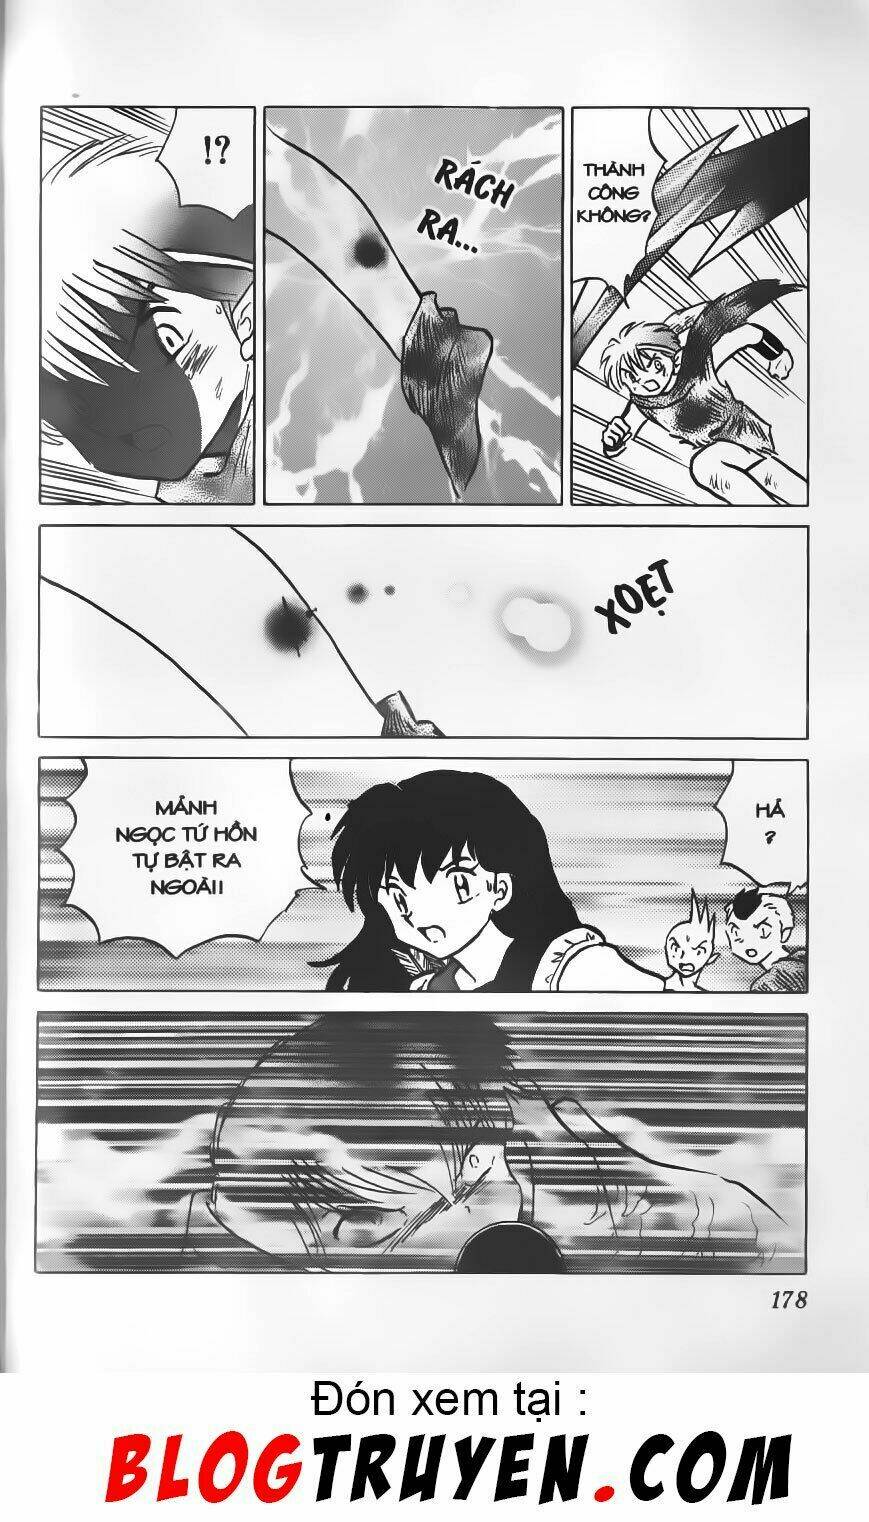 THÀNH
CÔNG
KHÔNG?
RÁCH
RA...
!?
XOẸT
HẢ
?
MẢNH
NGỌC TỨ HỒN
TỰ BẬT RA
NGOÀI!
178
Đón xem tại :
BLOGTRUYEN.COM